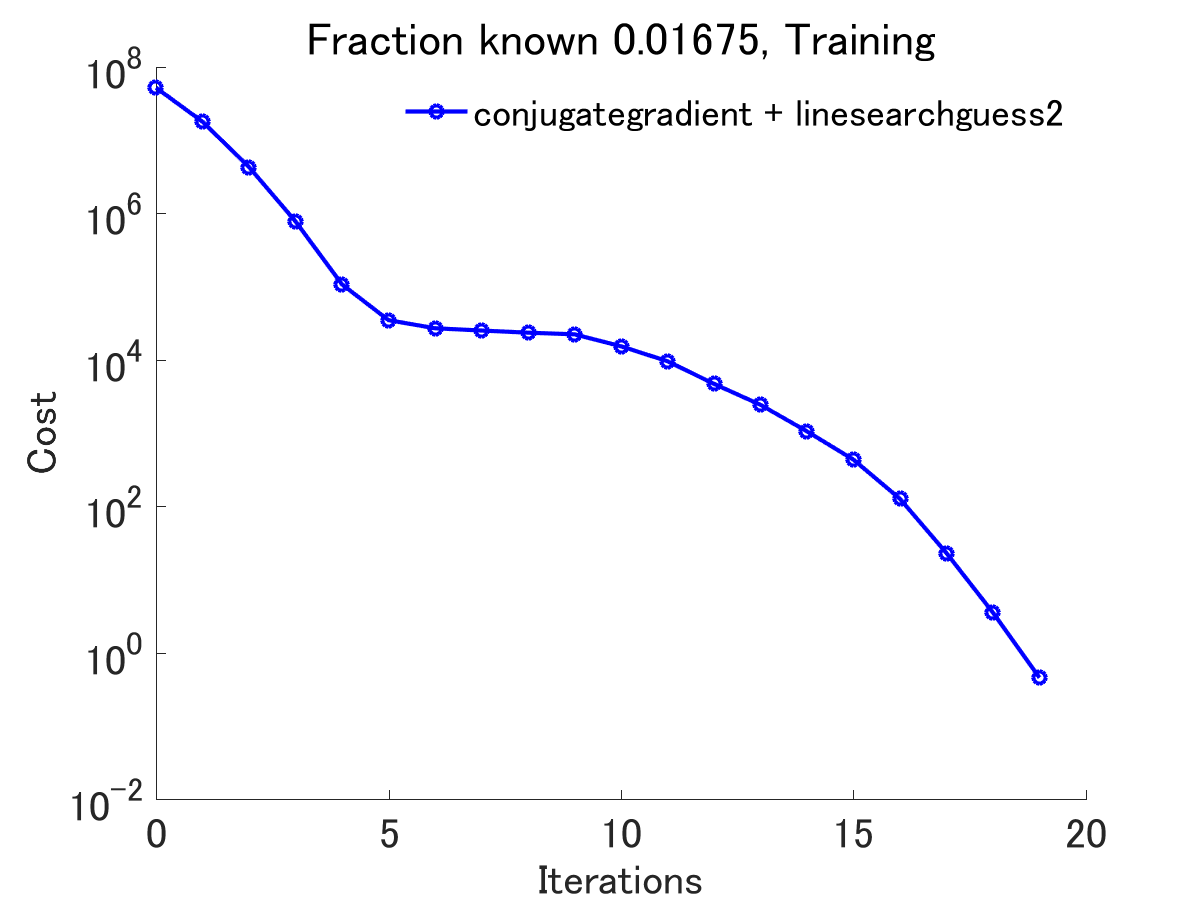 Fraction known 0.01675, Training
conjugategradient + linesearchguess2
10^8
10^6
10^4
10^2
10^0
10^-2
Cost
0 5 10 15 20
Iterations